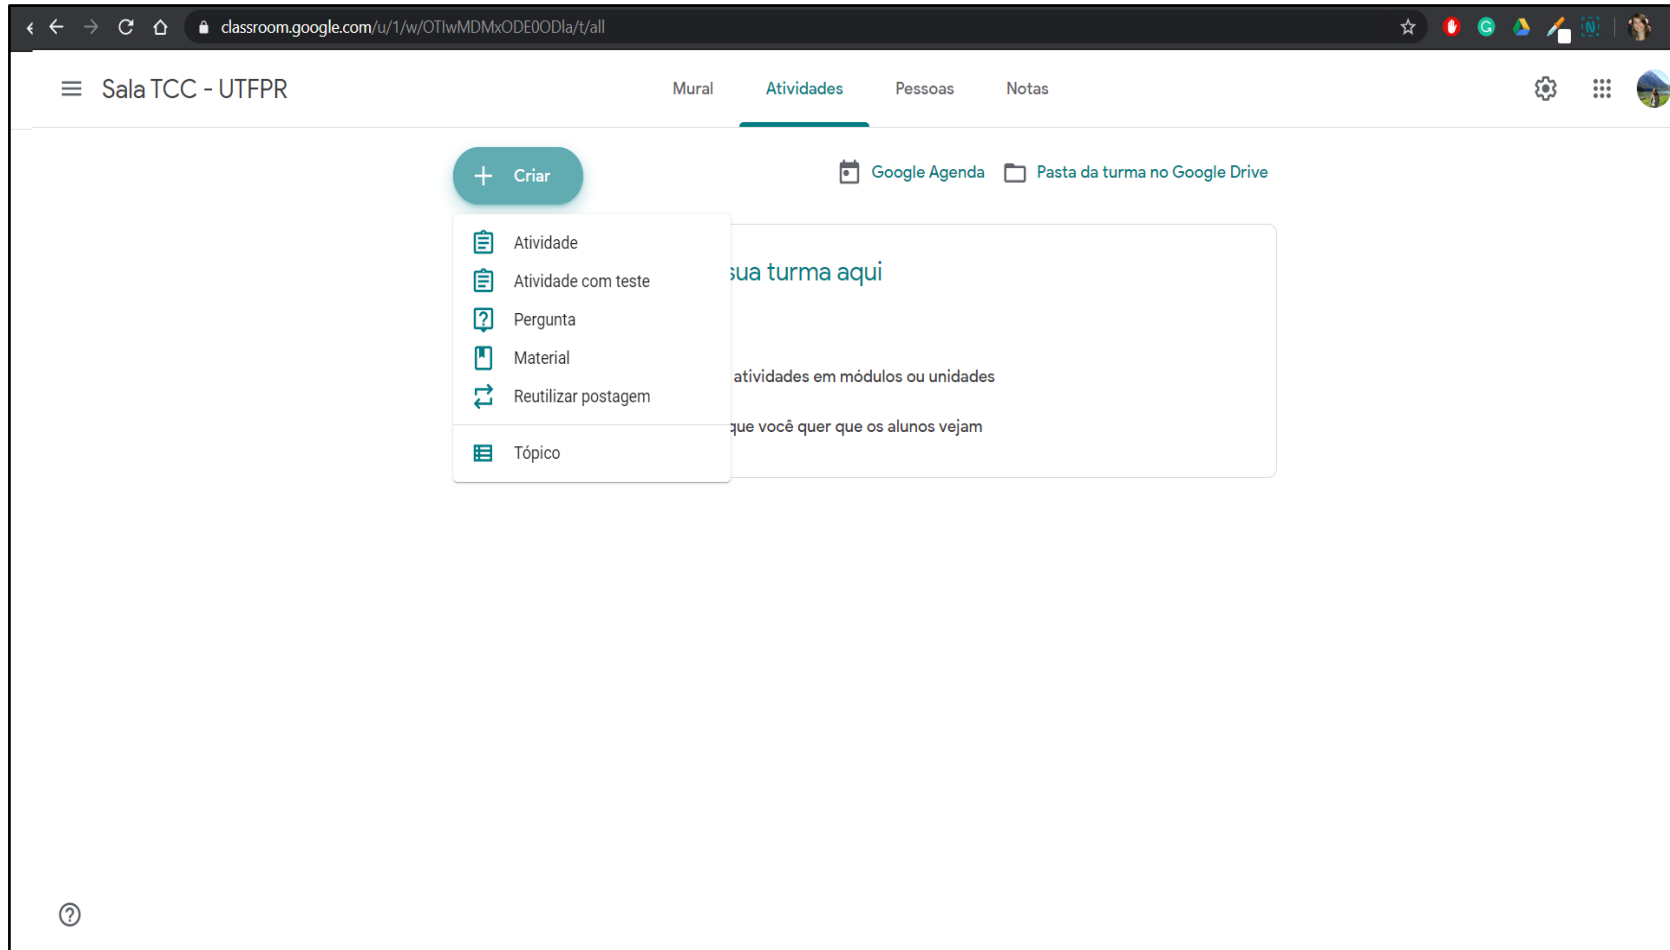 classroom.google.com/u/1/w/OTIwMDMxODE0ODla/t/all
Sala TCC - UTFPR
Mural
Atividades
Pessoas
Notas
Criar
Google Agenda
Pasta da turma no Google Drive
Atividade
Atividade com teste
Pergunta
Material
Reutilizar postagem
Tópico
sua turma aqui
atividades em módulos ou unidades
que você quer que os alunos vejam